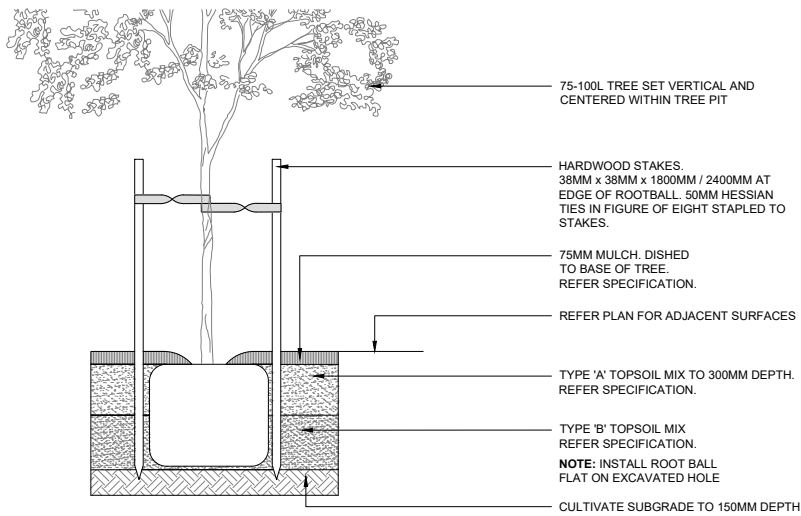 75-100L TREE SET VERTICAL AND
CENTERED WITHIN TREE PIT
HARDWOOD STAKES.
38MM x 38MM x 1800MM / 2400MM AT
EDGE OF ROOTBALL. 50MM HESSIAN
TIES IN FIGURE OF EIGHT STAPLED TO
STAKES.
75MM MULCH. DISHED
TO BASE OF TREE.
REFER SPECIFICATION.
REFER PLAN FOR ADJACENT SURFACES
TYPE 'A' TOPSOIL MIX TO 300MM DEPTH.
REFER SPECIFICATION.
TYPE 'B' TOPSOIL MIX
REFER SPECIFICATION.
NOTE: INSTALL ROOT BALL
FLAT ON EXCAVATED HOLE
CULTIVATE SUBGRADE TO 150MM DEPTH